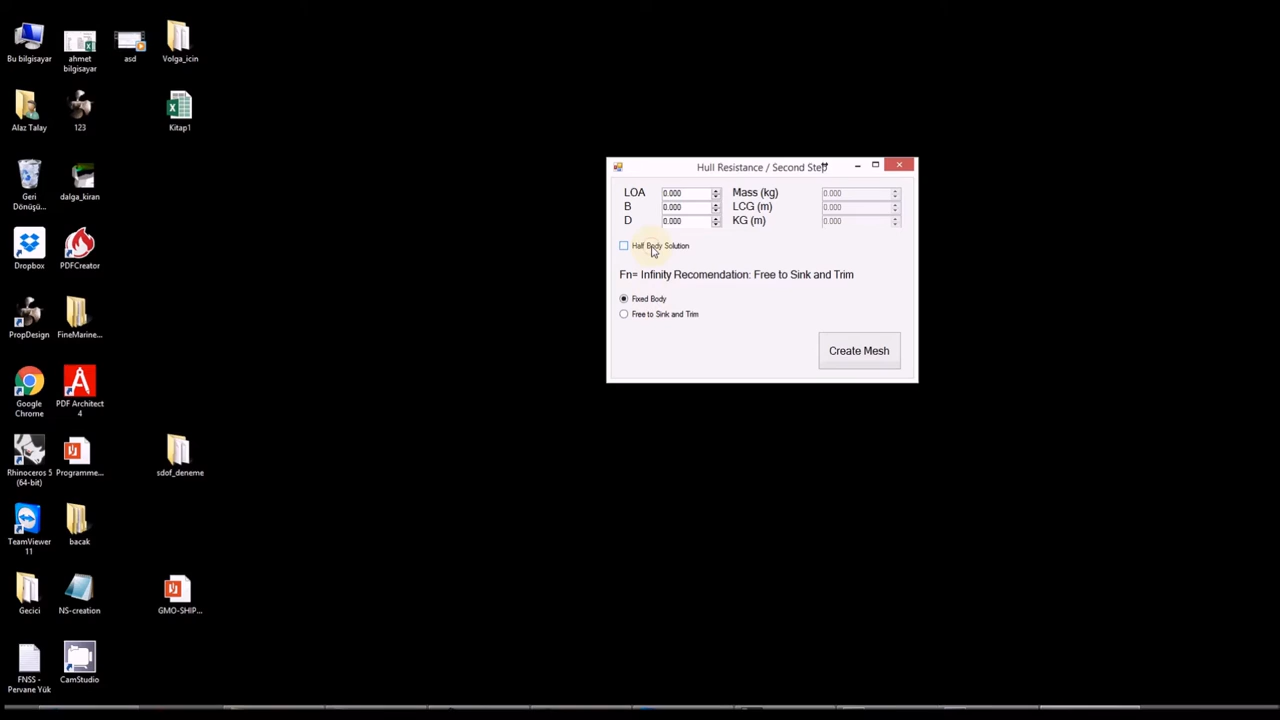 Bu bilgisayar
ahmet
bilgisayar
asd
Volga_icin
Alaz Talay
123
Kitap1
Geri
Dönüşü...
dalga_kiran
Dropbox
PDFCreator
PropDesign
FineMarine...
Google
Chrome
PDF Architect
4
Rhinoceros 5
(64-bit)
Programme...
sdof_deneme
TeamViewer
11
bacak
Gecici
NS-creation
GMO-SHIP...
FNSS -
Pervane Yük
CamStudio
Hull Resistance / Second Step
LOA 0.000 Mass (kg) 0.000
B 0.000 LCG (m) 0.000
D 0.000 KG (m) 0.000
Half Body Solution
Fn= Infinity Recomendation: Free to Sink and Trim
Fixed Body
Free to Sink and Trim
Create Mesh